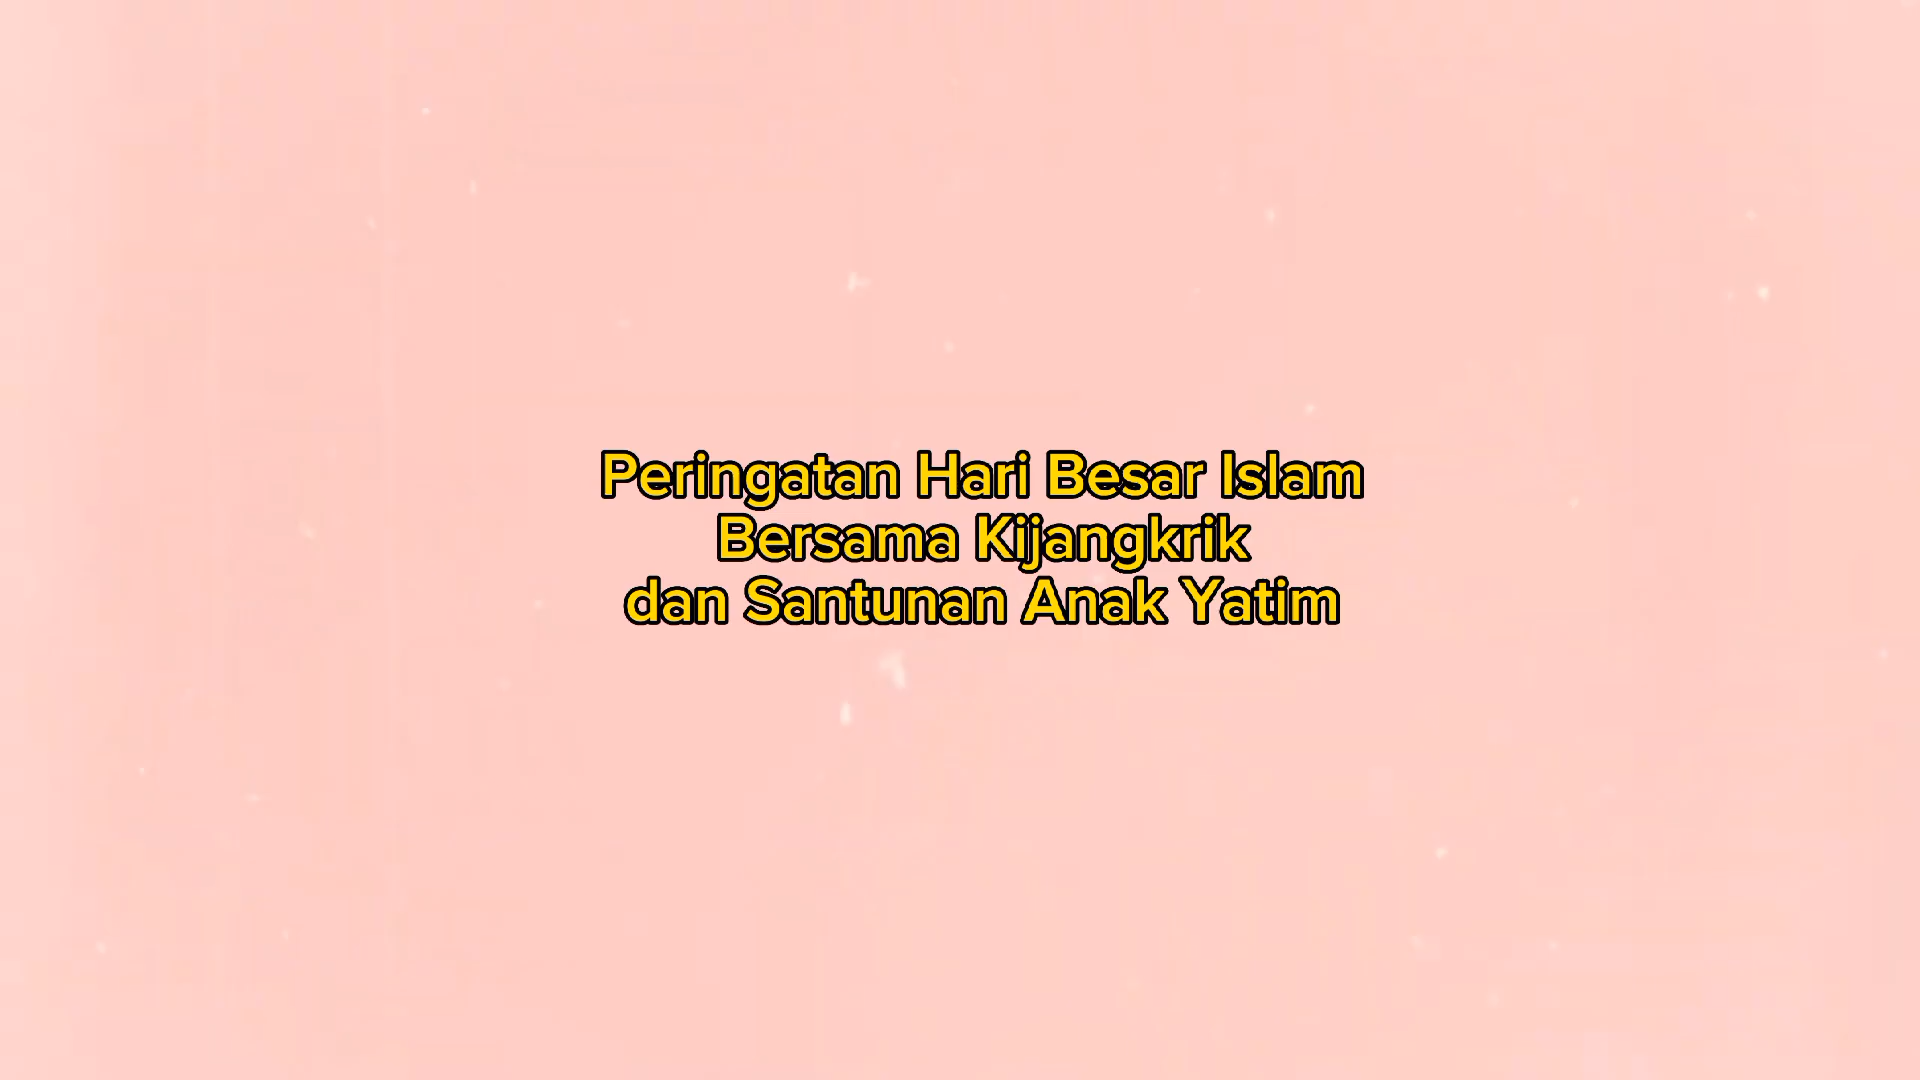 Peringatan Hari Besar Islam
Bersama Kijangkrik
dan Santunan Anak Yatim